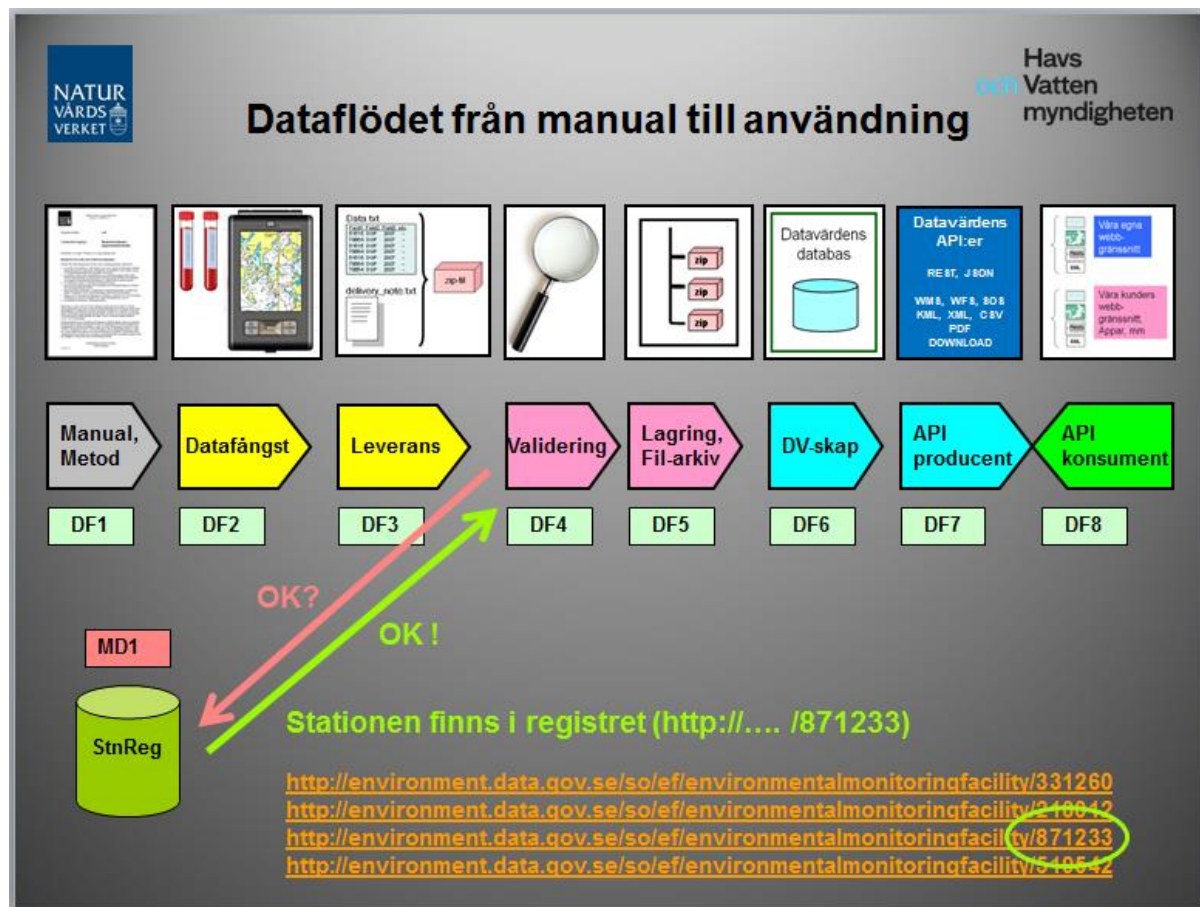 NATUR
VÅRDS
VERKET
Havs
och Vatten
myndigheten
Dataflödet från manual till användning
Data.txt
delivery_note.txt
zip-fil
zip
zip
zip
Datavärdens
databas
Datavärdens
API:er
REST, JSON
WMS, WFS, SOS
KML, XML, CSV
PDF
DOWNLOAD
Våra egna
webb-
gränssnitt
Våra kunders
webb-
gränssnitt,
Appar, mm
Manual,
Metod
Datafångst
Leverans
Validering
Lagring,
Fil-arkiv
DV-skap
API
producent
API
konsument
DF1
DF2
DF3
DF4
DF5
DF6
DF7
DF8
OK?
OK !
MD1
StnReg
Stationen finns i registret (http://.... /871233)
http://environment.data.gov.se/so/ef/environmentalmonitoringfacility/331260
http://environment.data.gov.se/so/ef/environmentalmonitoringfacility/210012
http://environment.data.gov.se/so/ef/environmentalmonitoringfacility/871233
http://environment.data.gov.se/so/ef/environmentalmonitoringfacility/519542